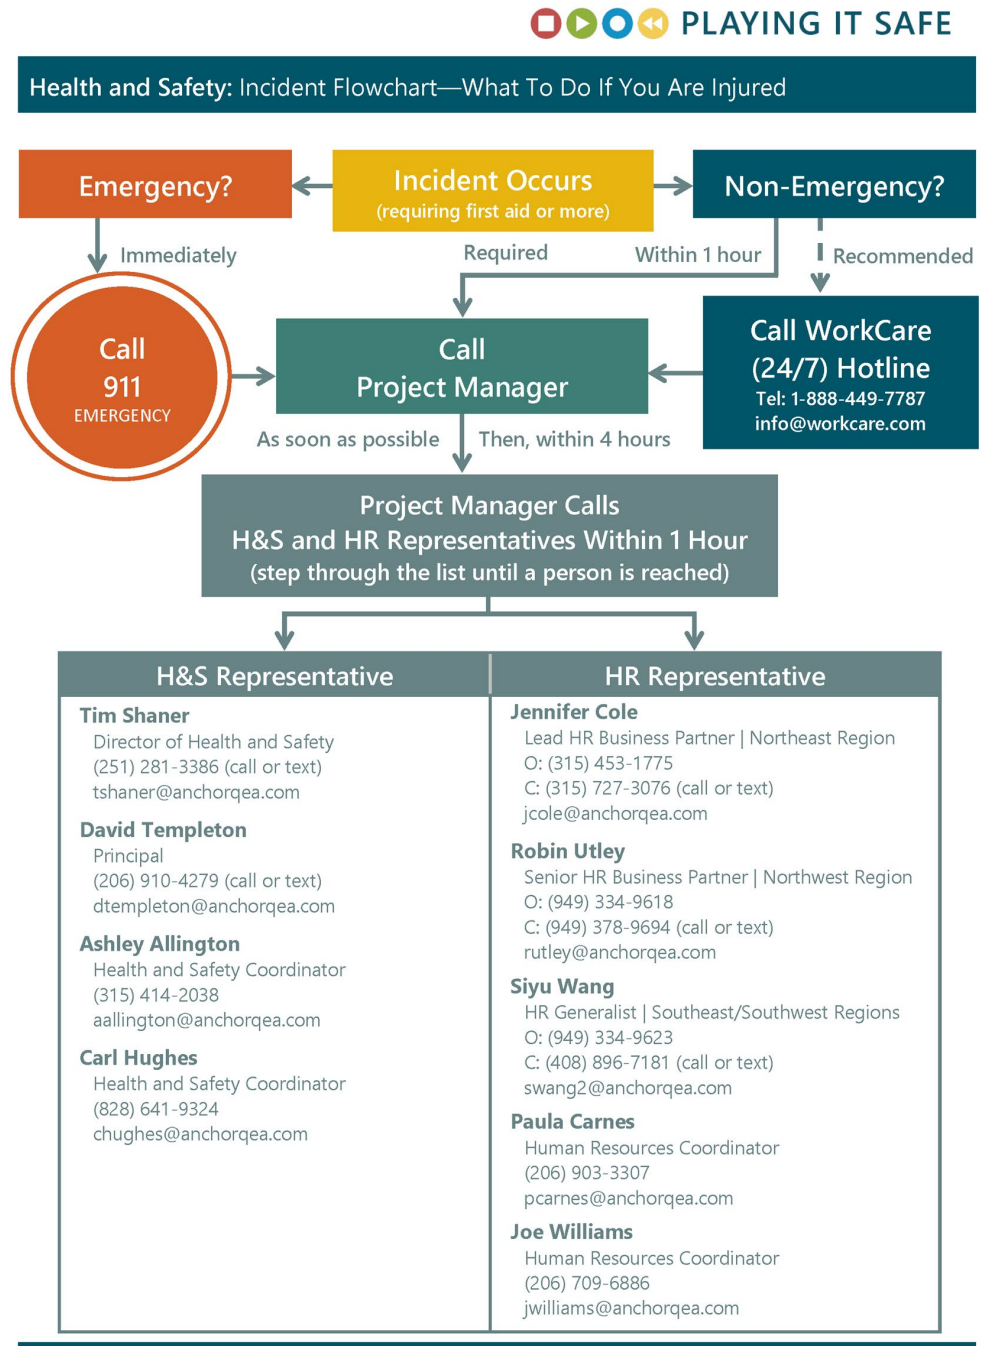 PLAYING IT SAFE
Health and Safety: Incident Flowchart—What To Do If You Are Injured
Emergency?
Incident Occurs
(requiring first aid or more)
Non-Emergency?
Immediately
Required
Within 1 hour
Recommended
Call
911
EMERGENCY
Call
Project Manager
Call WorkCare
(24/7) Hotline
Tel: 1-888-449-7787
info@workcare.com
As soon as possible
Then, within 4 hours
Project Manager Calls
H&S and HR Representatives Within 1 Hour
(step through the list until a person is reached)
H&S Representative
Tim Shaner
Director of Health and Safety
(251) 281-3386 (call or text)
tshaner@anchorqea.com
David Templeton
Principal
(206) 910-4279 (call or text)
dtempleton@anchorqea.com
Ashley Allington
Health and Safety Coordinator
(315) 414-2038
aallington@anchorqea.com
Carl Hughes
Health and Safety Coordinator
(828) 641-9324
chughes@anchorqea.com
HR Representative
Jennifer Cole
Lead HR Business Partner | Northeast Region
O: (315) 453-1775
C: (315) 727-3076 (call or text)
jcole@anchorqea.com
Robin Utley
Senior HR Business Partner | Northwest Region
O: (949) 334-9618
C: (949) 378-9694 (call or text)
rutley@anchorqea.com
Siyu Wang
HR Generalist | Southeast/Southwest Regions
O: (949) 334-9623
C: (408) 896-7181 (call or text)
swang2@anchorqea.com
Paula Carnes
Human Resources Coordinator
(206) 903-3307
pcarnes@anchorqea.com
Joe Williams
Human Resources Coordinator
(206) 709-6886
jwilliams@anchorqea.com